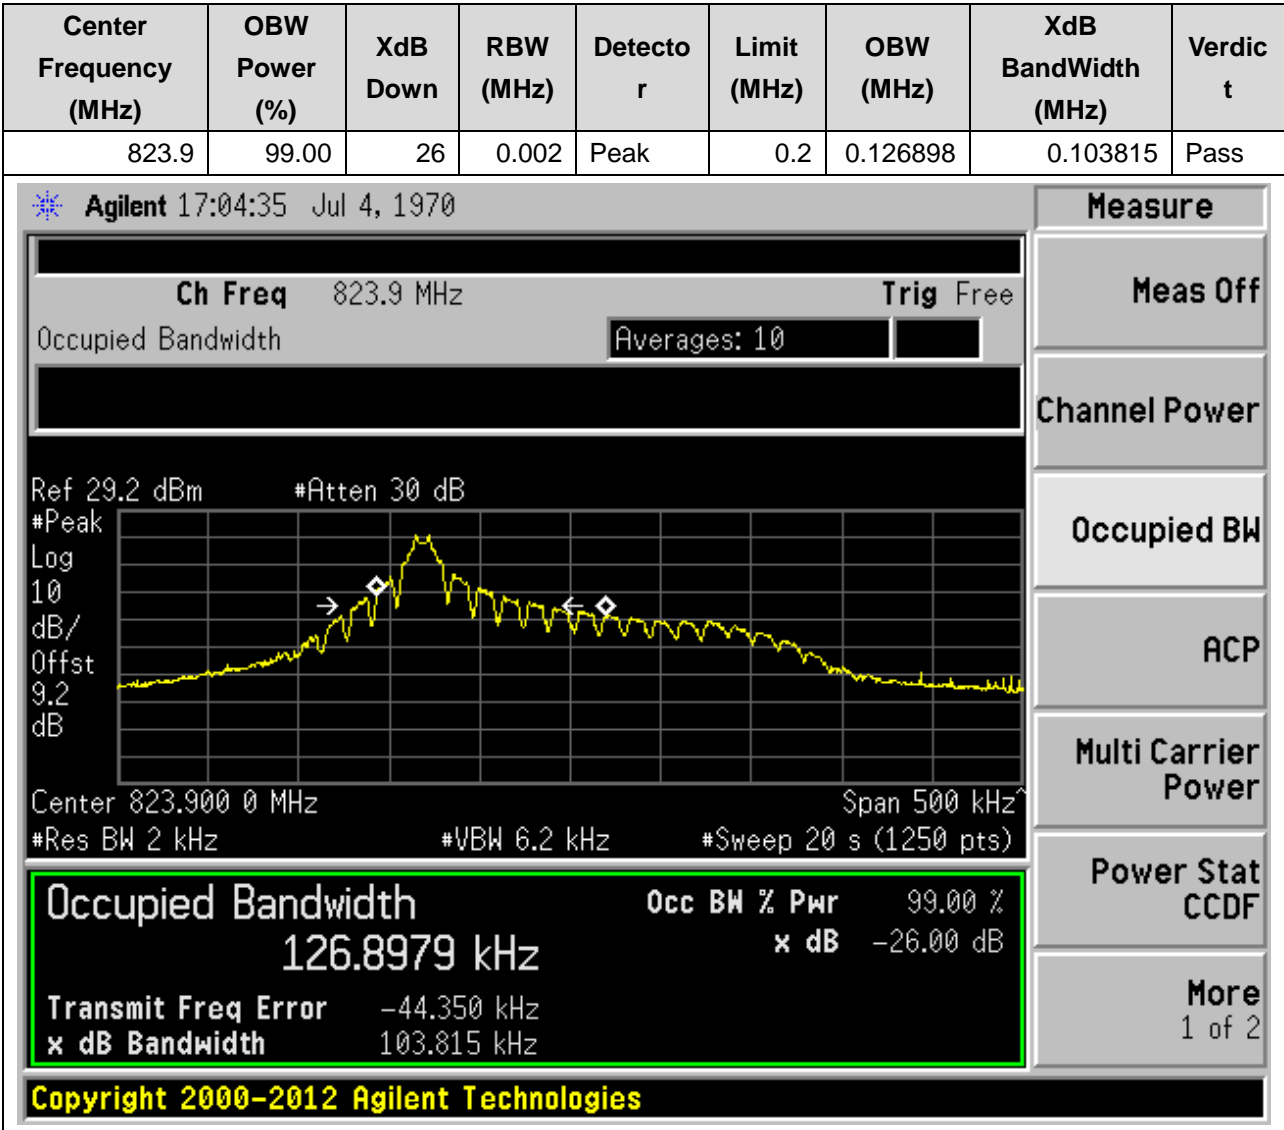 Center Frequency (MHz) OBW Power (%) XdB Down RBW (MHz) Detecto r Limit (MHz) OBW (MHz) XdB BandWidth (MHz) Verdic t
823.9 99.00 26 0.002 Peak 0.2 0.126898 0.103815 Pass
Agilent 17:04:35 Jul 4, 1970
Measure
Ch Freq 823.9 MHz Trig Free
Occupied Bandwidth Averages: 10
Meas Off
Channel Power
Occupied BW
ACP
Multi Carrier
Power
Power Stat
CCDF
More
1 of 2
Ref 29.2 dBm #Atten 30 dB
#Peak
Log
10
dB/
Offst
9.2
dB
Center 823.900 0 MHz Span 500 kHz^
#Res BW 2 kHz #VBW 6.2 kHz #Sweep 20 s (1250 pts)
Occupied Bandwidth Occ BW % Pwr 99.00 %
126.8979 kHz x dB -26.00 dB
Transmit Freq Error -44.350 kHz
x dB Bandwidth 103.815 kHz
Copyright 2000-2012 Agilent Technologies